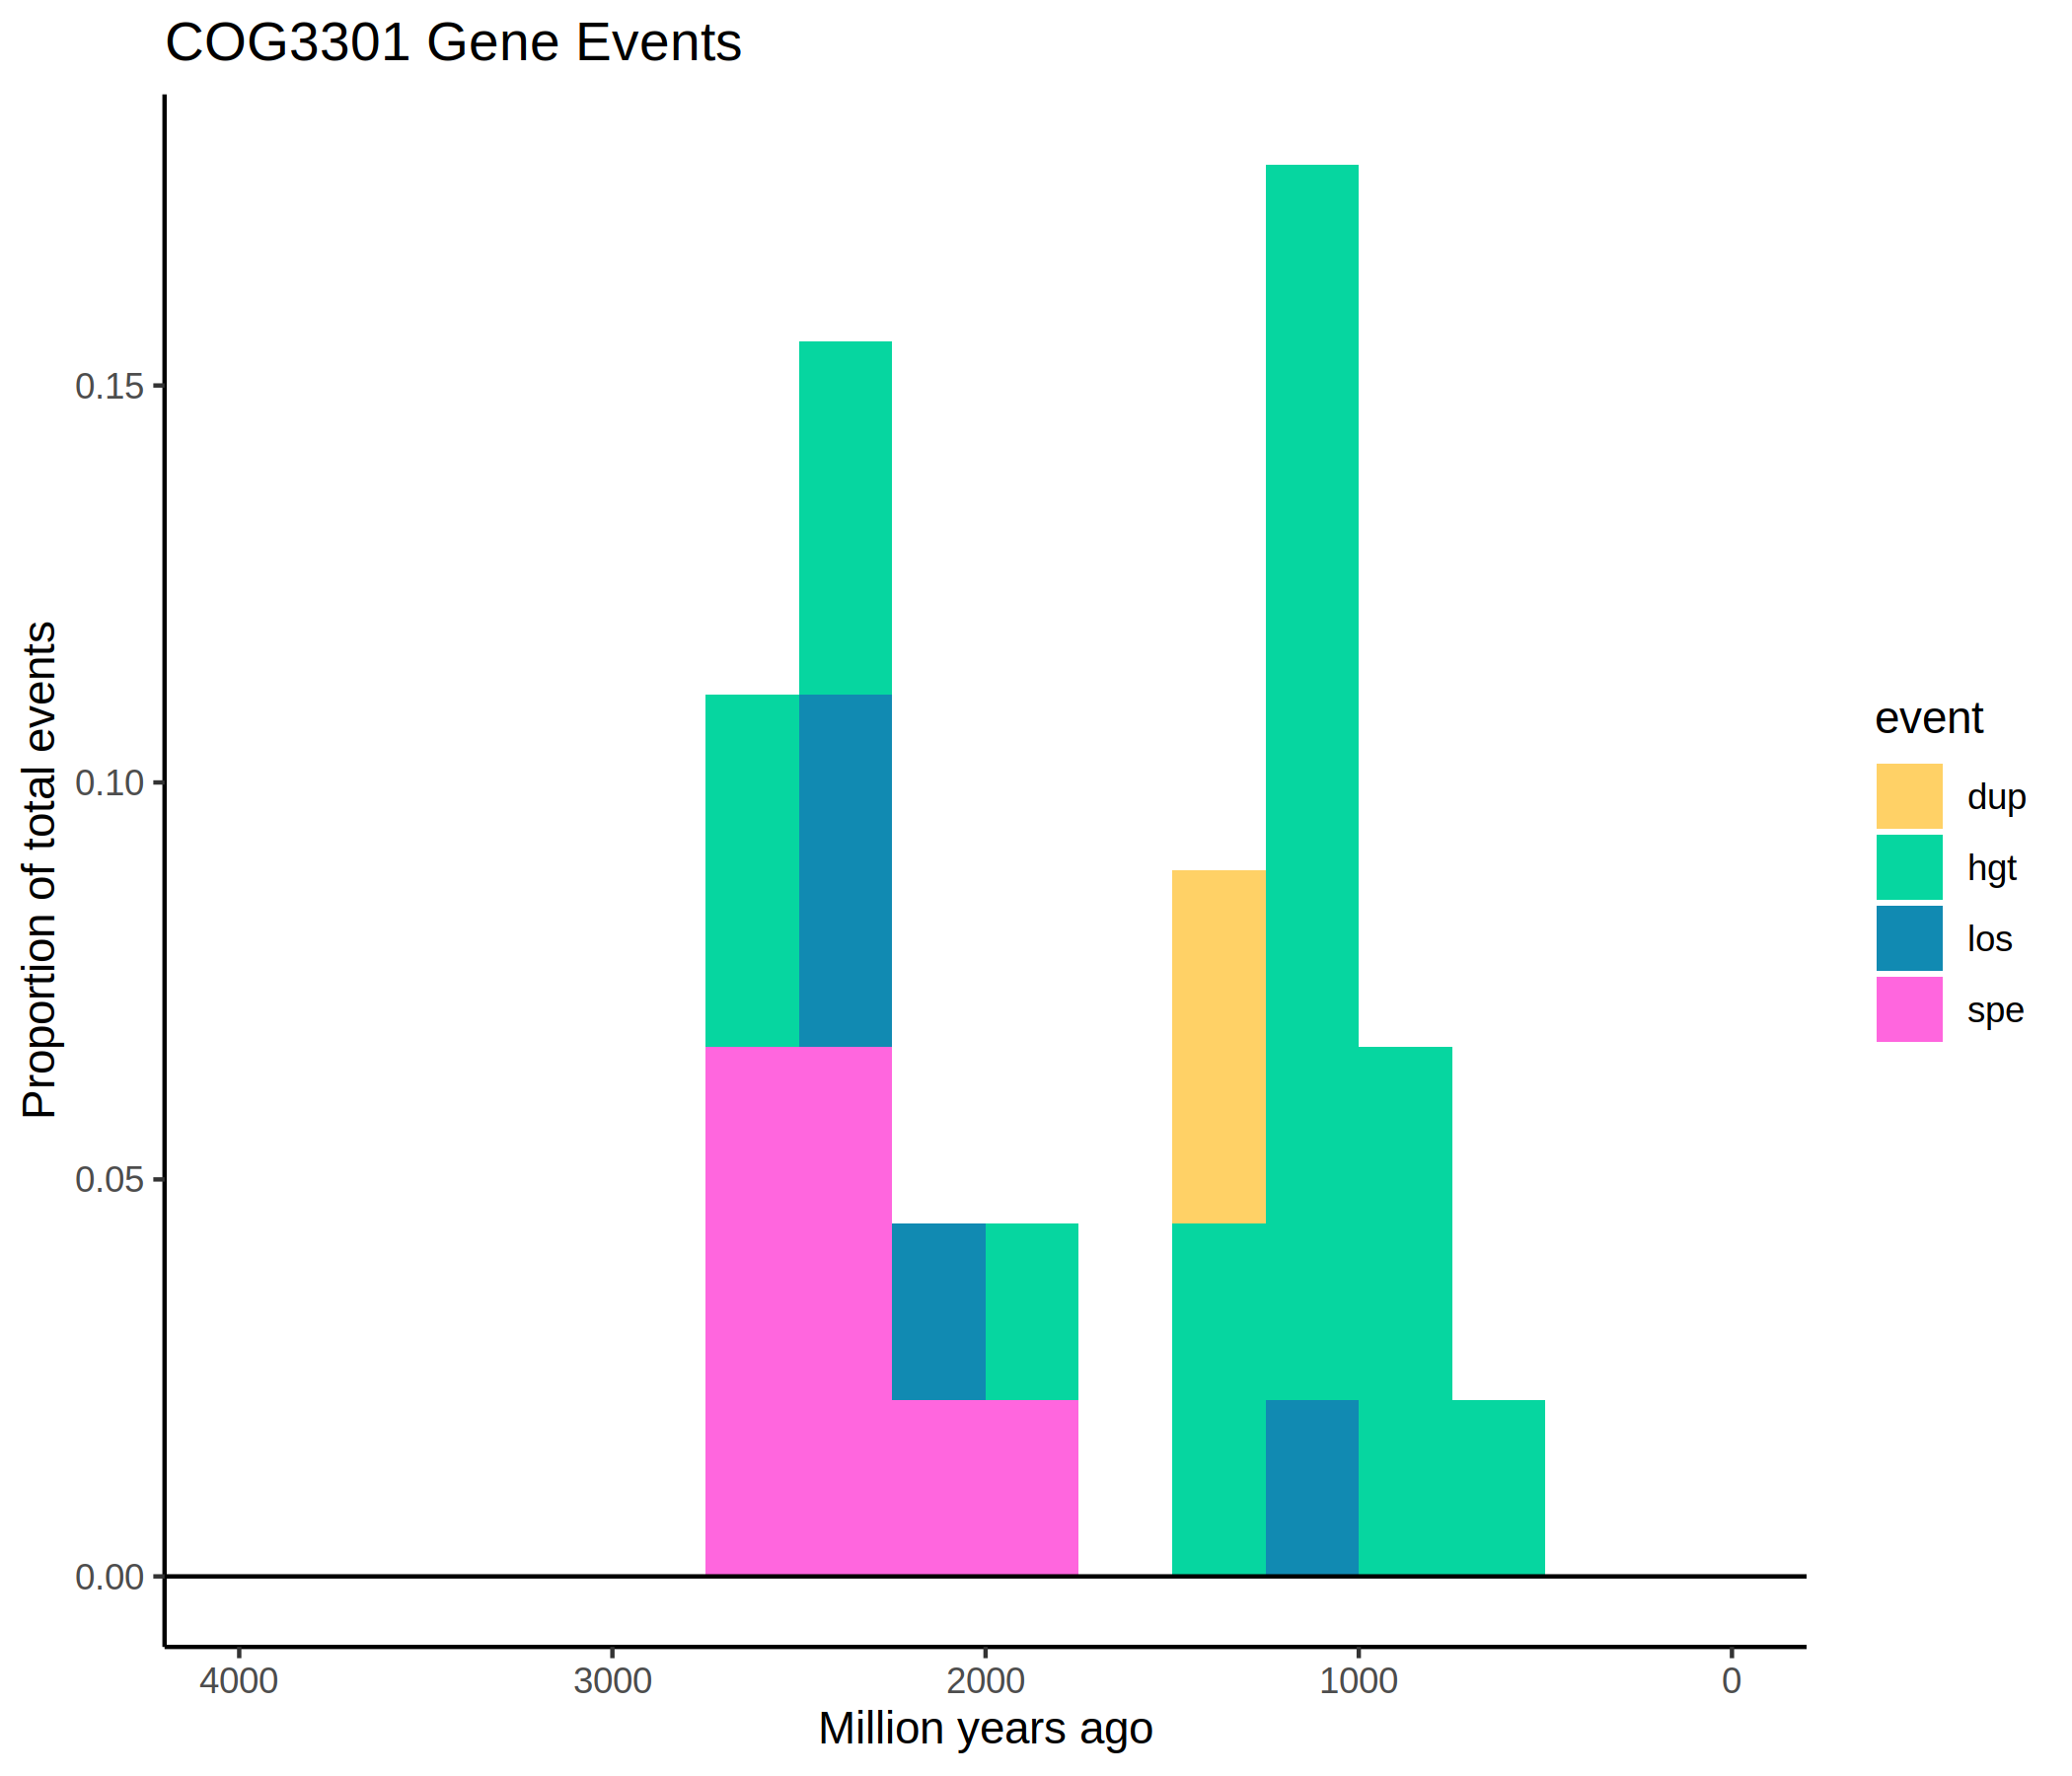 COG3301 Gene Events
Proportion of total events
0.15
0.10
0.05
0.00
4000 3000 2000 1000 0
Million years ago
event
dup
hgt
los
spe